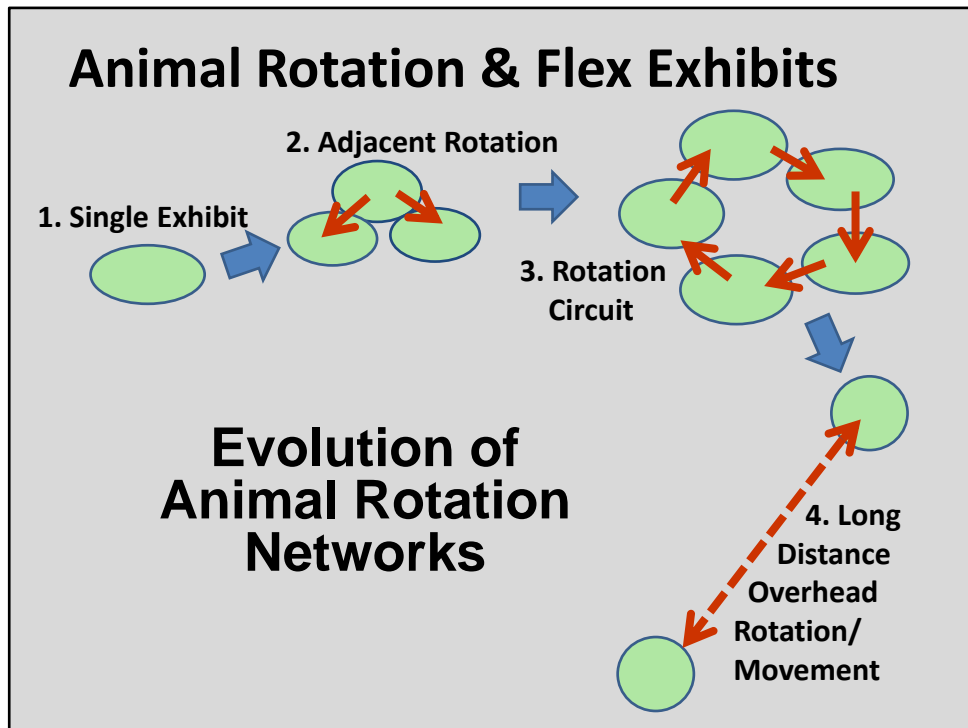 Animal Rotation & Flex Exhibits
2. Adjacent Rotation
1. Single Exhibit
3. Rotation
Circuit
Evolution of
Animal Rotation
Networks
4. Long
Distance
Overhead
Rotation/
Movement